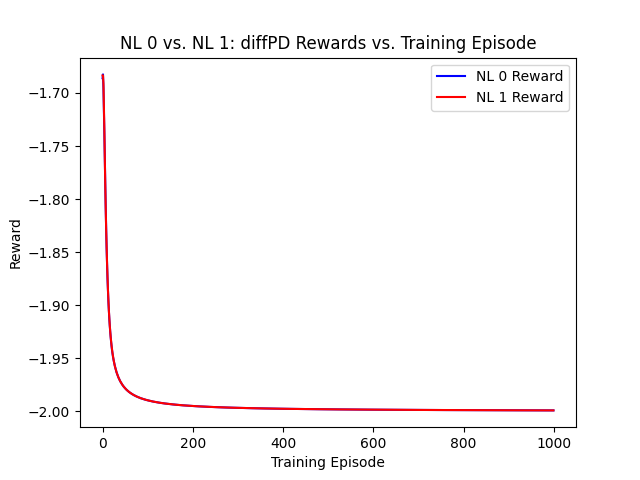 NL 0 vs. NL 1: diffPD Rewards vs. Training Episode
NL 0 Reward
NL 1 Reward
−1.70
−1.75
−1.80
−1.85
−1.90
−1.95
−2.00
Reward
0 200 400 600 800 1000
Training Episode